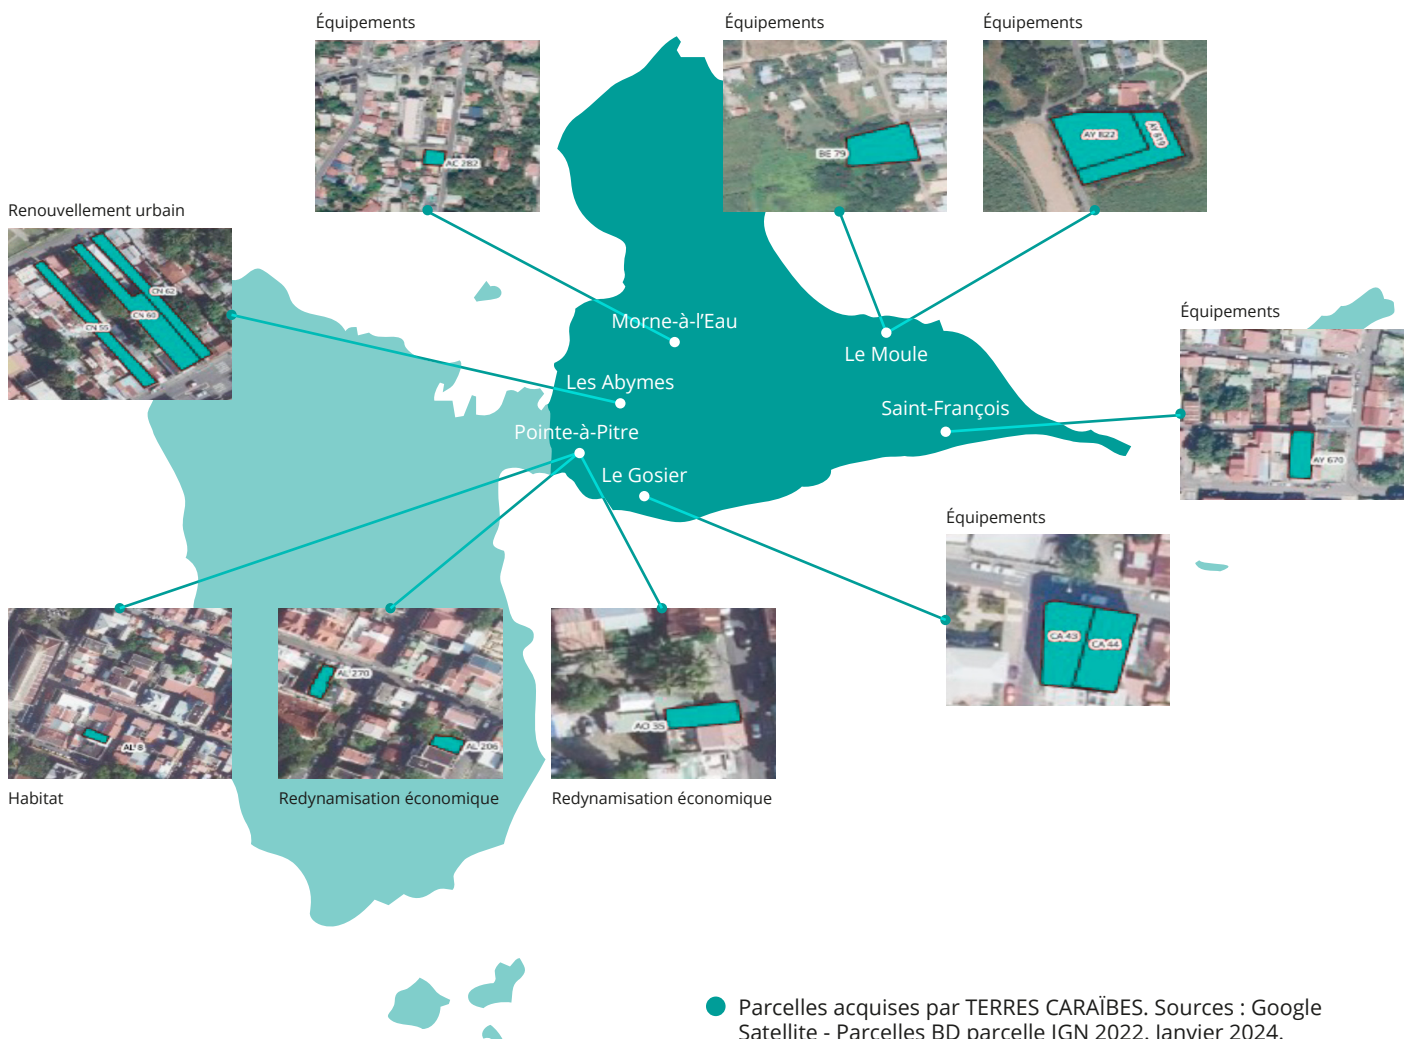 Équipements
Équipements
Équipements
AC 282
BE 79
AY 822
AY 819
Renouvellement urbain
CN 62
CN 60
CN 55
Équipements
AY 670
Morne-à-l'Eau
Le Moule
Les Abymes
Saint-François
Pointe-à-Pitre
Le Gosier
Équipements
CA 43
CA 44
AL 8
AL 270
AL 206
AO 35
Habitat
Redynamisation économique
Redynamisation économique
Parcelles acquises par TERRES CARAÏBES. Sources : Google
Satellite - Parcelles BD parcelle IGN 2022. Janvier 2024.